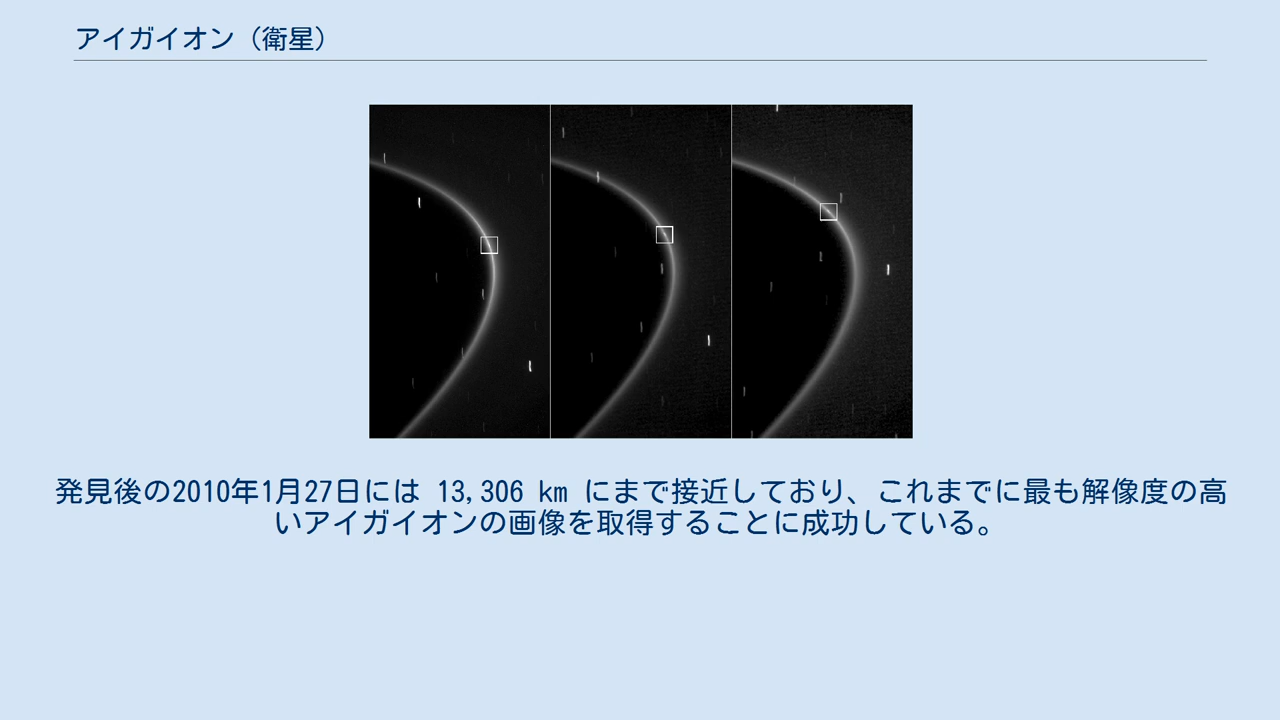 アイガイオン（衛星）
発見後の2010年1月27日には 13,306 km にまで接近しており、これまでに最も解像度の高
いアイガイオンの画像を取得することに成功している。